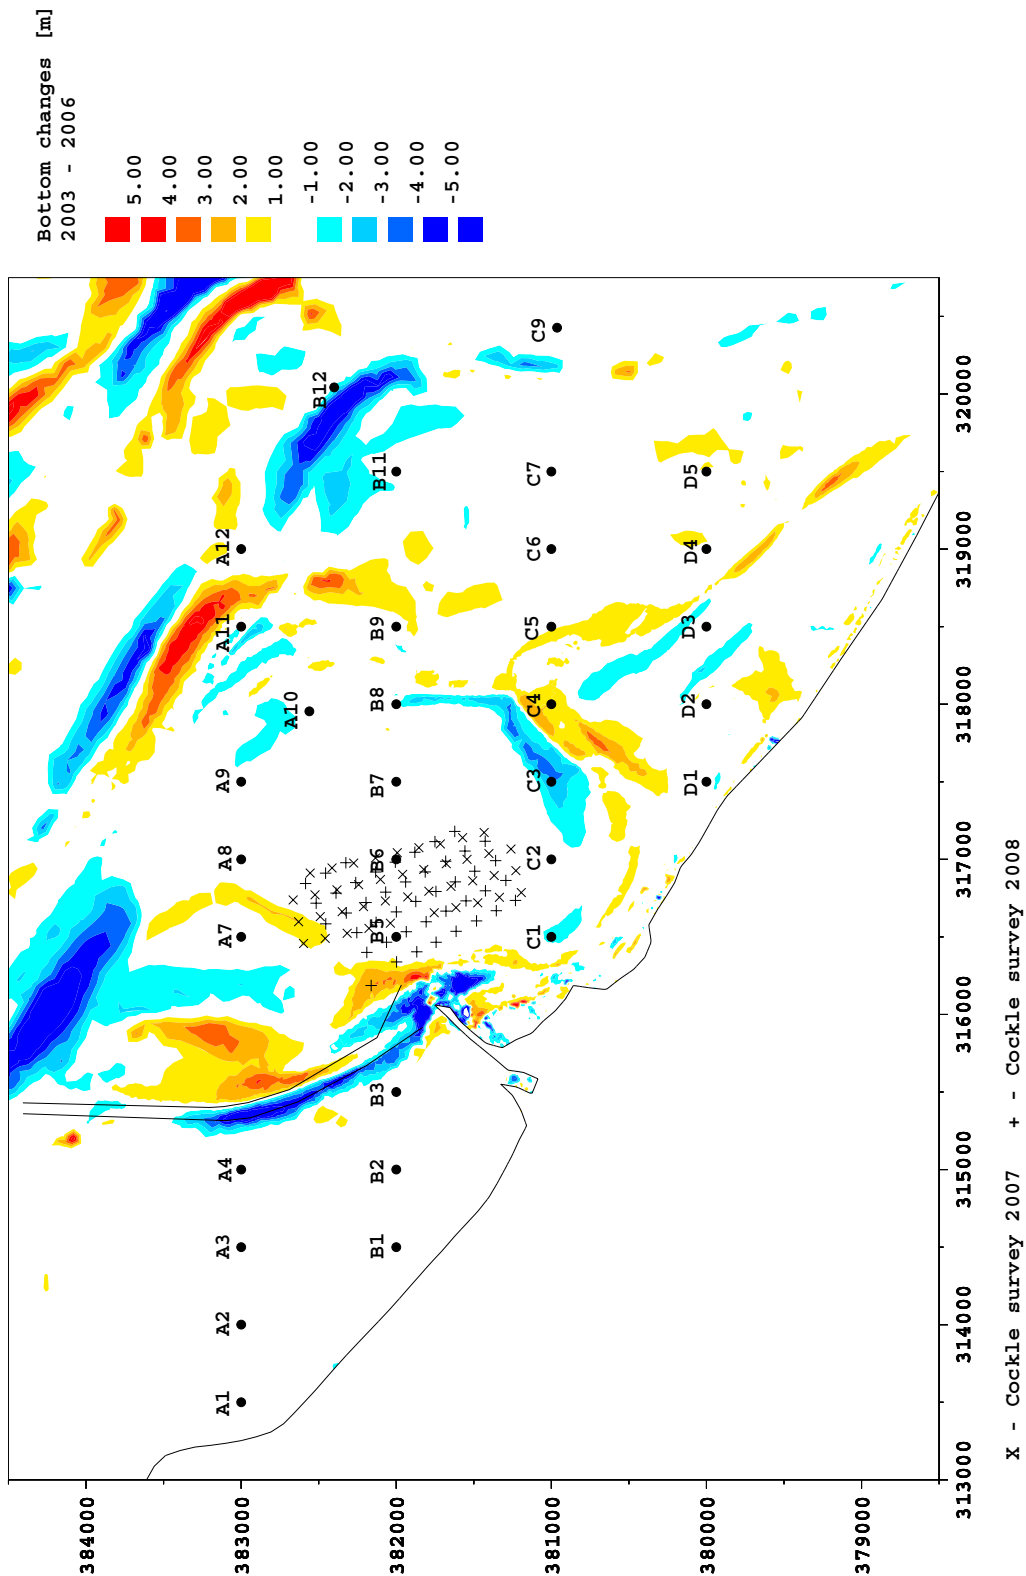 Bottom changes [m]
2003 - 2006
5.00
4.00
3.00
2.00
1.00
-1.00
-2.00
-3.00
-4.00
-5.00
384000
383000
382000
381000
380000
379000
313000
314000
315000
316000
317000
318000
319000
320000
A1
A2
A3
A4
A7
A8
A9
A10
A11
A12
B1
B2
B3
B5
B6
B7
B8
B9
B11
B12
C1
C2
C3
C4
C5
C6
C7
C9
D1
D2
D3
D4
D5
X - Cockle survey 2007 + - Cockle survey 2008